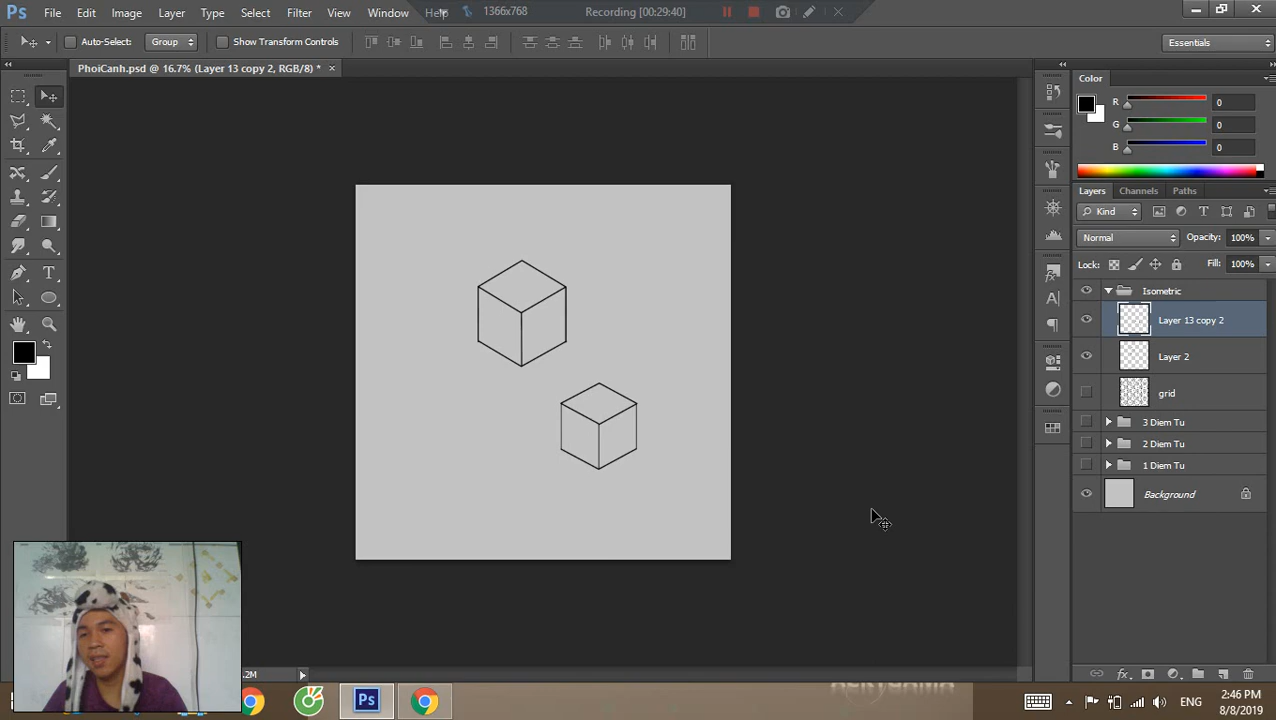 Ps File Edit Image Layer Type Select Filter View Window Help 1366x768 Recording [00:29:40]
Auto-Select: Group Show Transform Controls Essentials
PhoiCanh.psd @ 16.7% (Layer 13 copy 2, RGB/8) * ×
Color
R 0
G 0
B 0
Layers Channels Paths
Kind
Normal Opacity: 100%
Lock: Fill: 100%
Isometric
Layer 13 copy 2
Layer 2
grid
3 Diem Tu
2 Diem Tu
1 Diem Tu
Background
.2M
Ps ENG 2:46 PM
8/8/2019